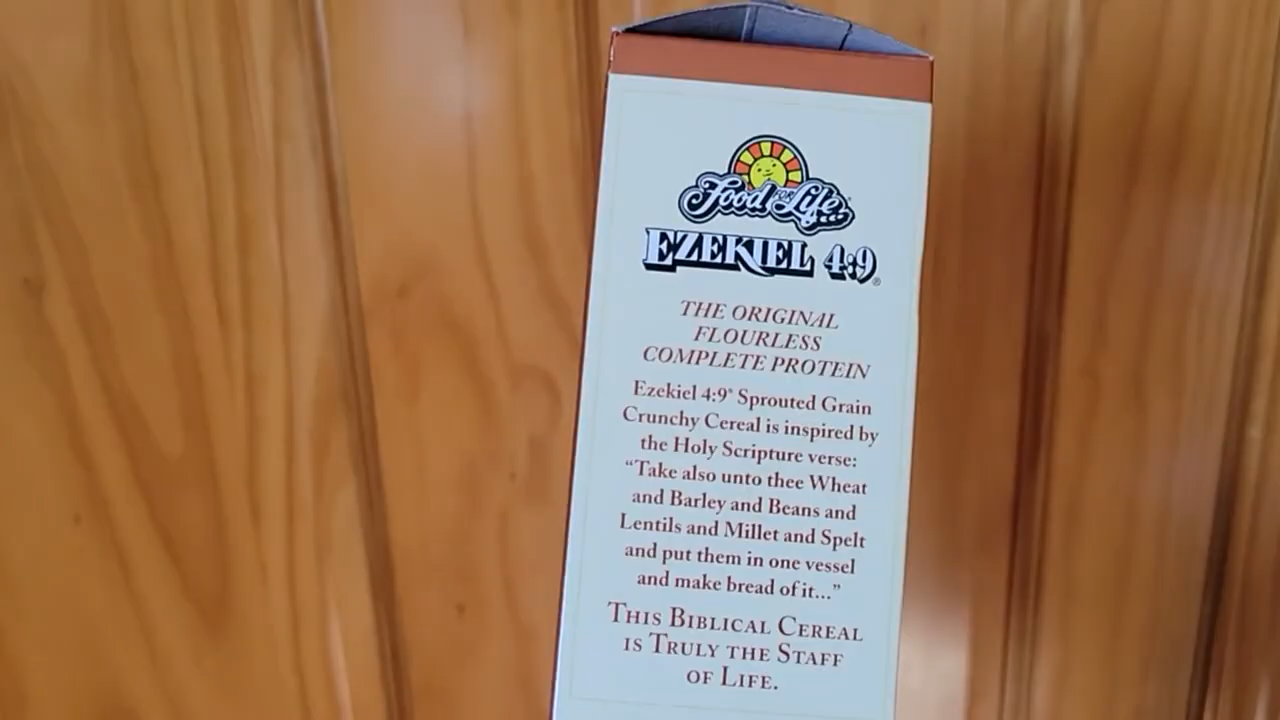 Food FOR Life
EZEKIEL 4:9®
THE ORIGINAL
FLOURLESS
COMPLETE PROTEIN
Ezekiel 4:9® Sprouted Grain
Crunchy Cereal is inspired by
the Holy Scripture verse:
“Take also unto thee Wheat
and Barley and Beans and
Lentils and Millet and Spelt
and put them in one vessel
and make bread of it...”
THIS BIBLICAL CEREAL
IS TRULY THE STAFF
OF LIFE.